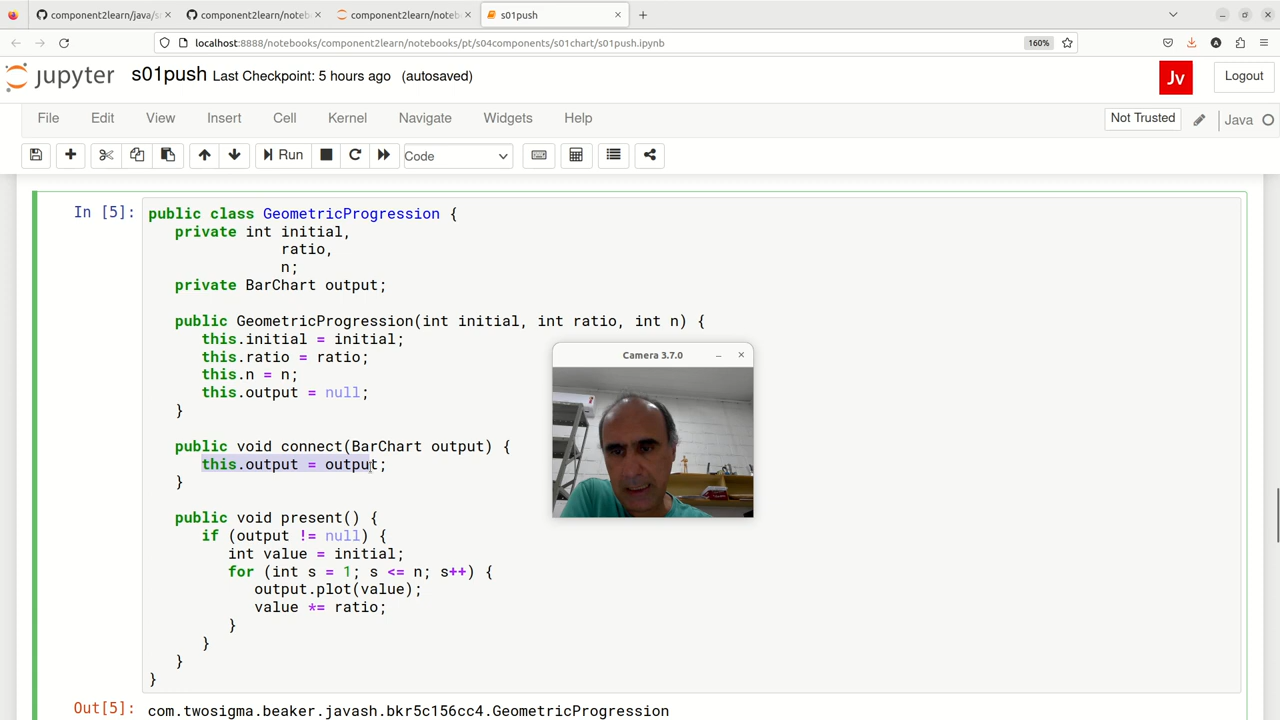 component2learn/java/s
component2learn/noteb
component2learn/note
s01push
localhost:8888/notebooks/component2learn/notebooks/pt/s04components/s01chart/s01push.ipynb
160%
jupyter s01push Last Checkpoint: 5 hours ago (autosaved)
Jv
Logout
File Edit View Insert Cell Kernel Navigate Widgets Help
Not Trusted
Java
Run
Code
In [5]:
public class GeometricProgression {
private int initial,
ratio,
n;
private BarChart output;
public GeometricProgression(int initial, int ratio, int n) {
this.initial = initial;
this.ratio = ratio;
this.n = n;
this.output = null;
}
public void connect(BarChart output) {
this.output = output;
}
public void present() {
if (output != null) {
int value = initial;
for (int s = 1; s <= n; s++) {
output.plot(value);
value *= ratio;
}
}
}
}
Camera 3.7.0
Out[5]:
com.twosigma.beaker.javash.bkr5c156cc4.GeometricProgression